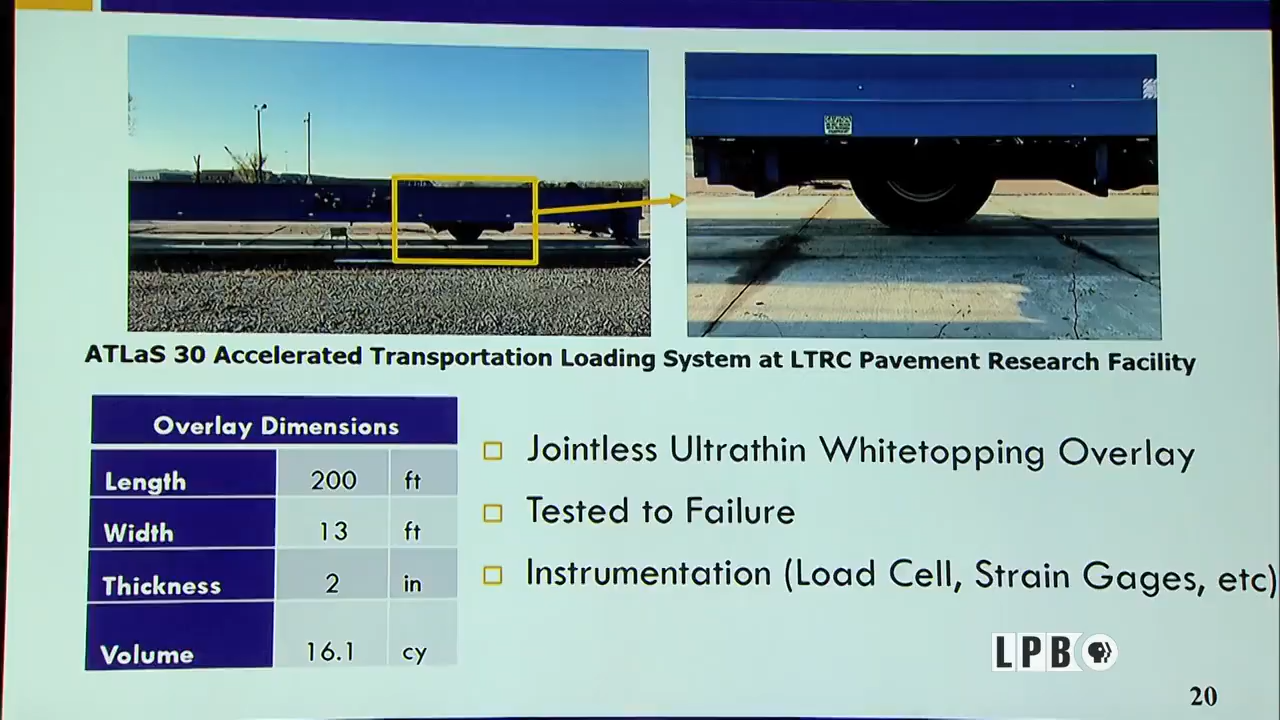 CAUTION
ATLaS 30 Accelerated Transportation Loading System at LTRC Pavement Research Facility
Overlay Dimensions
Length 200 ft
Width 13 ft
Thickness 2 in
Volume 16.1 cy
Jointless Ultrathin Whitetopping Overlay
Tested to Failure
Instrumentation (Load Cell, Strain Gages, etc)
LPB
20